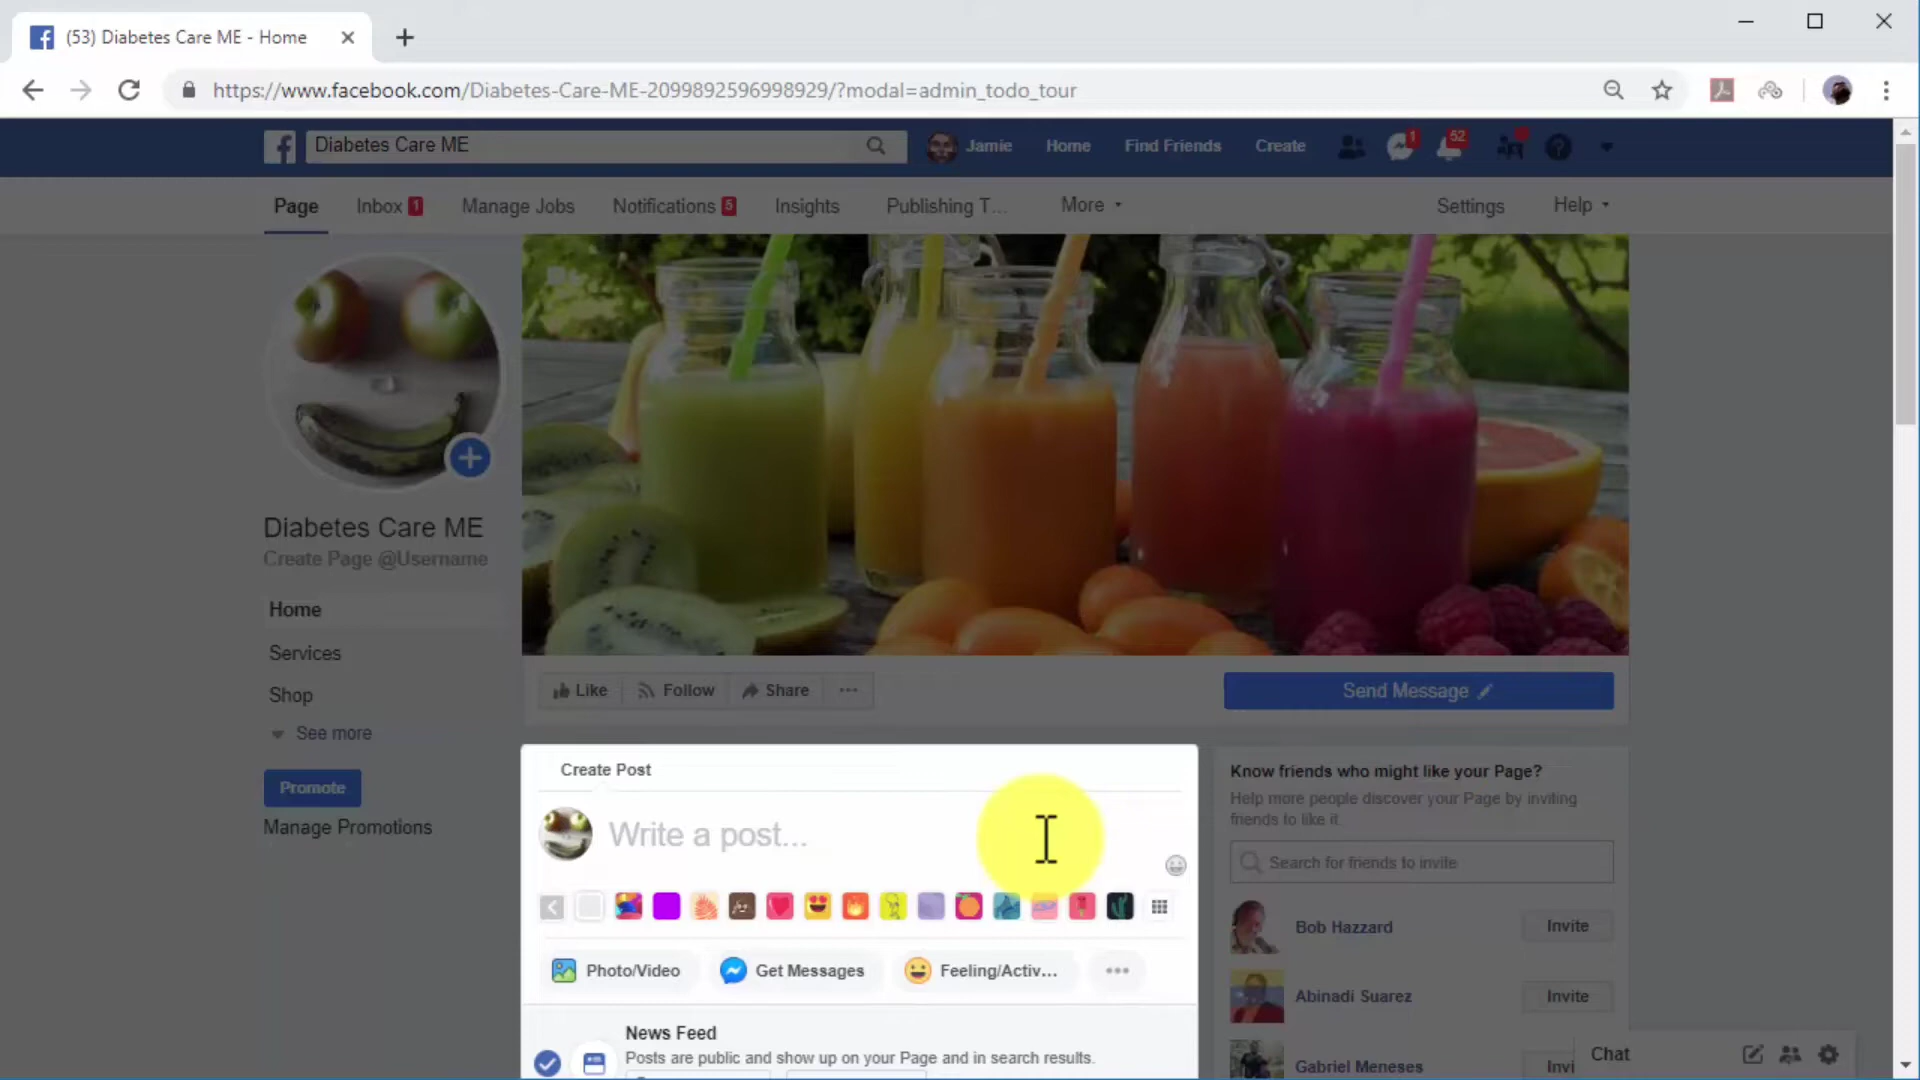 (53) Diabetes Care ME - Home
https://www.facebook.com/Diabetes-Care-ME-2099892596998929/?modal=admin_todo_tour
Diabetes Care ME
Jamie
Home
Find Friends
Create
1
52
Page
Inbox 1
Manage Jobs
Notifications 5
Insights
Publishing T...
More
Settings
Help
Diabetes Care ME
Create Page @Username
Home
Services
Shop
See more
Promote
Manage Promotions
Like
Follow
Share
Send Message
Create Post
Write a post...
Photo/Video
Get Messages
Feeling/Activ...
News Feed
Posts are public and show up on your Page and in search results.
Know friends who might like your Page?
Help more people discover your Page by inviting
friends to like it
Search for friends to invite
Bob Hazzard
Invite
Abinadi Suarez
Invite
Gabriel Meneses
Invi
Chat